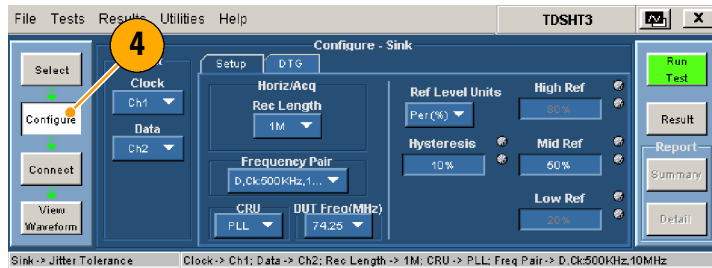 File Tests Results Utilities Help TDSHT3 X
4
Configure - Sink
Select
Configure
Connect
View Waveform
Clock
Ch1
Data
Ch2
Setup DTG
Horiz/Acq
Rec Length
1M
Frequency Pair
D,Ck:500KHz,1...
CRU DUT Freq(MHz)
PLL 74.25
Ref Level Units
Per(%)
Hysteresis
10%
High Ref
80%
Mid Ref
50%
Low Ref
20%
Run Test
Result
Report
Summary
Detail
Sink -> Jitter Tolerance Clock -> Ch1; Data -> Ch2; Rec Length -> 1M; CRU -> PLL; Freq Pair -> D.Ck:500KHz,10MHz